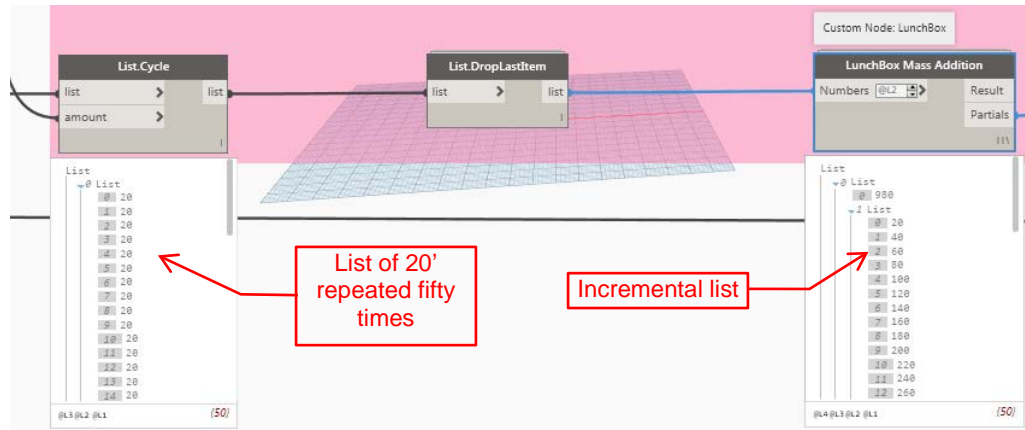 Custom Node: LunchBox
List.Cycle
list > list
amount >
l
List.DropLastItem
list > list
l
LunchBox Mass Addition
Numbers @L2 > Result
Partials
lll
List
0 List
0 20
1 20
2 20
3 20
4 20
5 20
6 20
7 20
8 20
9 20
10 20
11 20
12 20
13 20
14 20
@L3 @L2 @L1 {50}
List of 20’
repeated fifty
times
Incremental list
List
0 List
0 980
1 List
0 20
1 40
2 60
3 80
4 100
5 120
6 140
7 160
8 180
9 200
10 220
11 240
12 260
@L4 @L3 @L2 @L1 {50}